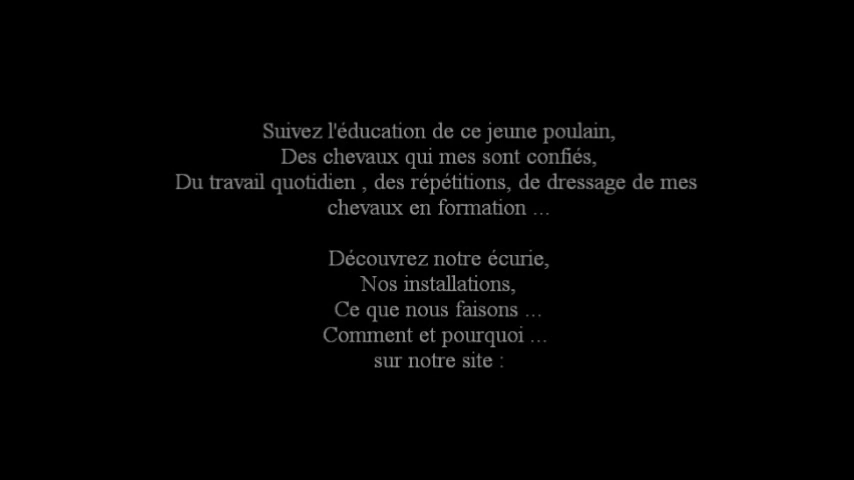 Suivez l'éducation de ce jeune poulain,
Des chevaux qui mes sont confiés,
Du travail quotidien , des répétitions, de dressage de mes
chevaux en formation ...
Découvrez notre écurie,
Nos installations,
Ce que nous faisons ...
Comment et pourquoi ...
sur notre site :